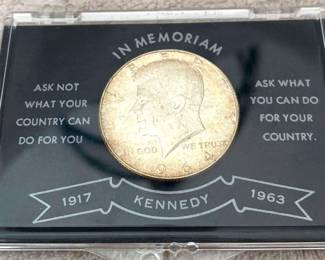 IN MEMORIAM
ASK NOT
WHAT YOUR
COUNTRY CAN
DO FOR YOU
IN GOD WE TRUST
1964
ASK WHAT
YOU CAN DO
FOR YOUR
COUNTRY.
1917 KENNEDY 1963